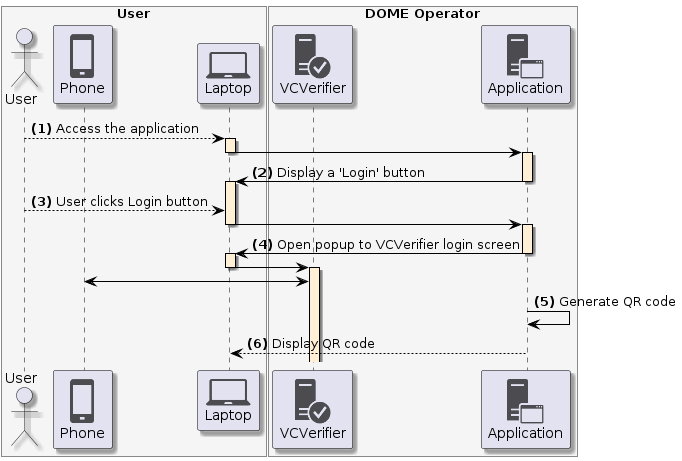 User
DOME Operator
User
Phone
Laptop
VCVerifier
Application
(1) Access the application
(2) Display a 'Login' button
(3) User clicks Login button
(4) Open popup to VCVerifier login screen
(5) Generate QR code
(6) Display QR code
User
Phone
Laptop
VCVerifier
Application